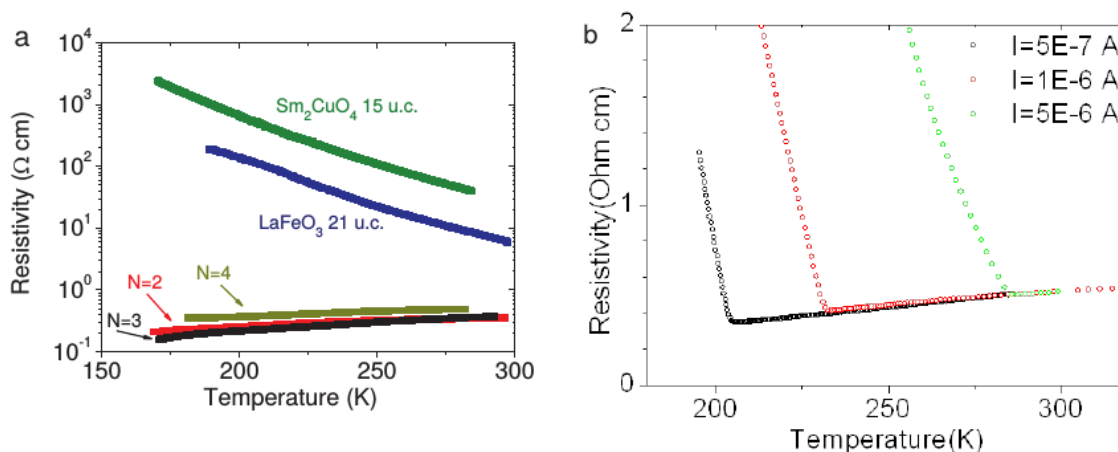 a
10⁴
10³
10²
10¹
10⁰
10⁻¹
Resistivity (Ω cm)
Sm₂CuO₄ 15 u.c.
LaFeO₃ 21 u.c.
N=4
N=2
N=3
150 200 250 300
Temperature (K)
b
2
1
0
Resistivity(Ohm cm)
I=5E-7 A
I=1E-6 A
I=5E-6 A
200 250 300
Temperature(K)